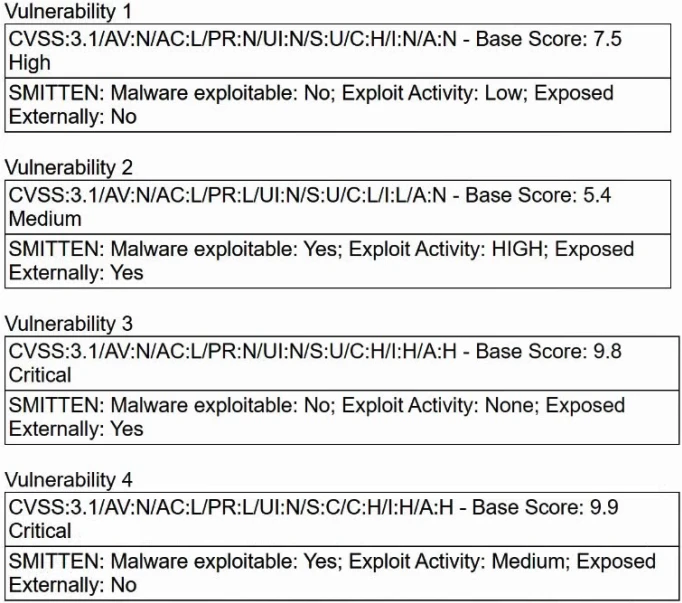 Vulnerability 1
CVSS:3.1/AV:N/AC:L/PR:N/UI:N/S:U/C:H/I:N/A:N - Base Score: 7.5
High
SMITTEN: Malware exploitable: No; Exploit Activity: Low; Exposed
Externally: No
Vulnerability 2
CVSS:3.1/AV:N/AC:L/PR:L/UI:N/S:U/C:L/I:L/A:N - Base Score: 5.4
Medium
SMITTEN: Malware exploitable: Yes; Exploit Activity: HIGH; Exposed
Externally: Yes
Vulnerability 3
CVSS:3.1/AV:N/AC:L/PR:N/UI:N/S:U/C:H/I:H/A:H - Base Score: 9.8
Critical
SMITTEN: Malware exploitable: No; Exploit Activity: None; Exposed
Externally: Yes
Vulnerability 4
CVSS:3.1/AV:N/AC:L/PR:L/UI:N/S:C/C:H/I:H/A:H - Base Score: 9.9
Critical
SMITTEN: Malware exploitable: Yes; Exploit Activity: Medium; Exposed
Externally: No